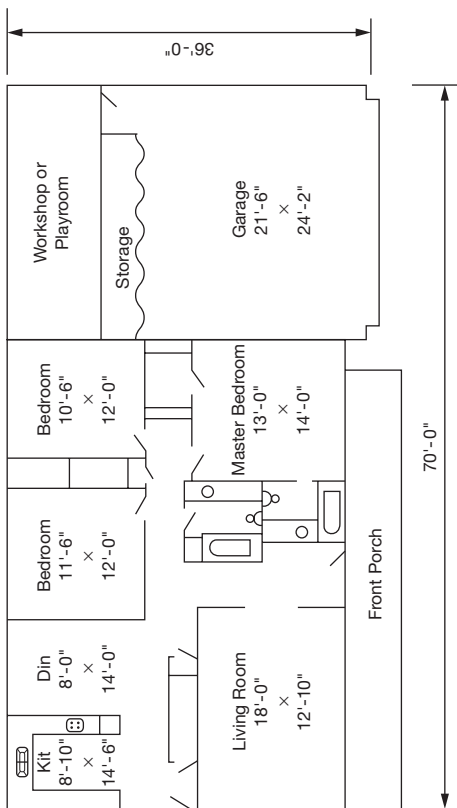 Kit
8'-10"
×
14'-6"
Din
8'-0"
×
14'-0"
Bedroom
11'-6"
×
12'-0"
Bedroom
10'-6"
×
12'-0"
Workshop or
Playroom
36'-0"
Storage
Living Room
18'-0"
×
12'-10"
Master Bedroom
13'-0"
×
14'-0"
Garage
21'-6"
×
24'-2"
Front Porch
70'-0"